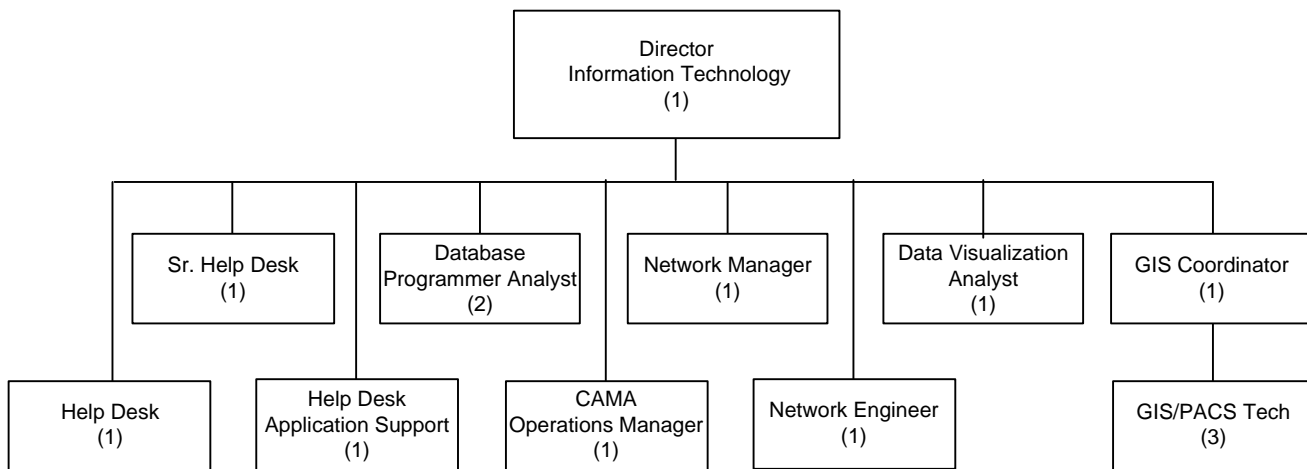 Director
Information Technology
(1)
Sr. Help Desk
(1)
Database
Programmer Analyst
(2)
Network Manager
(1)
Data Visualization
Analyst
(1)
GIS Coordinator
(1)
Help Desk
(1)
Help Desk
Application Support
(1)
CAMA
Operations Manager
(1)
Network Engineer
(1)
GIS/PACS Tech
(3)